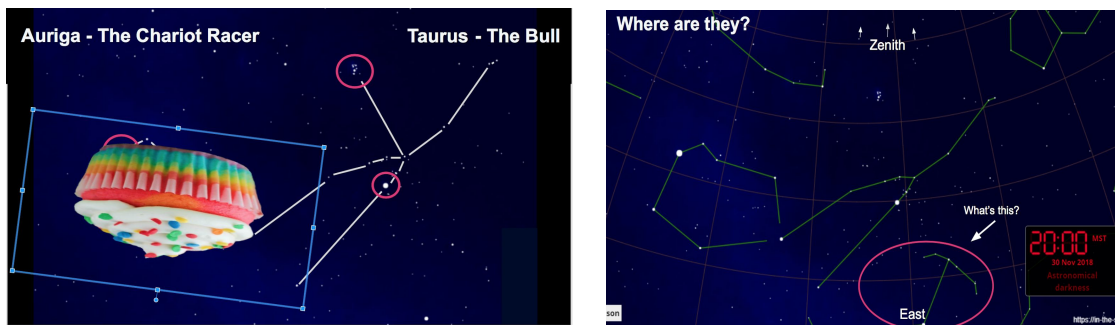 Auriga - The Chariot Racer
Taurus - The Bull
Where are they?
Zenith
What's this?
20:00 MST
30 Nov 2018
Astronomical
darkness
East
son
https://in-the-